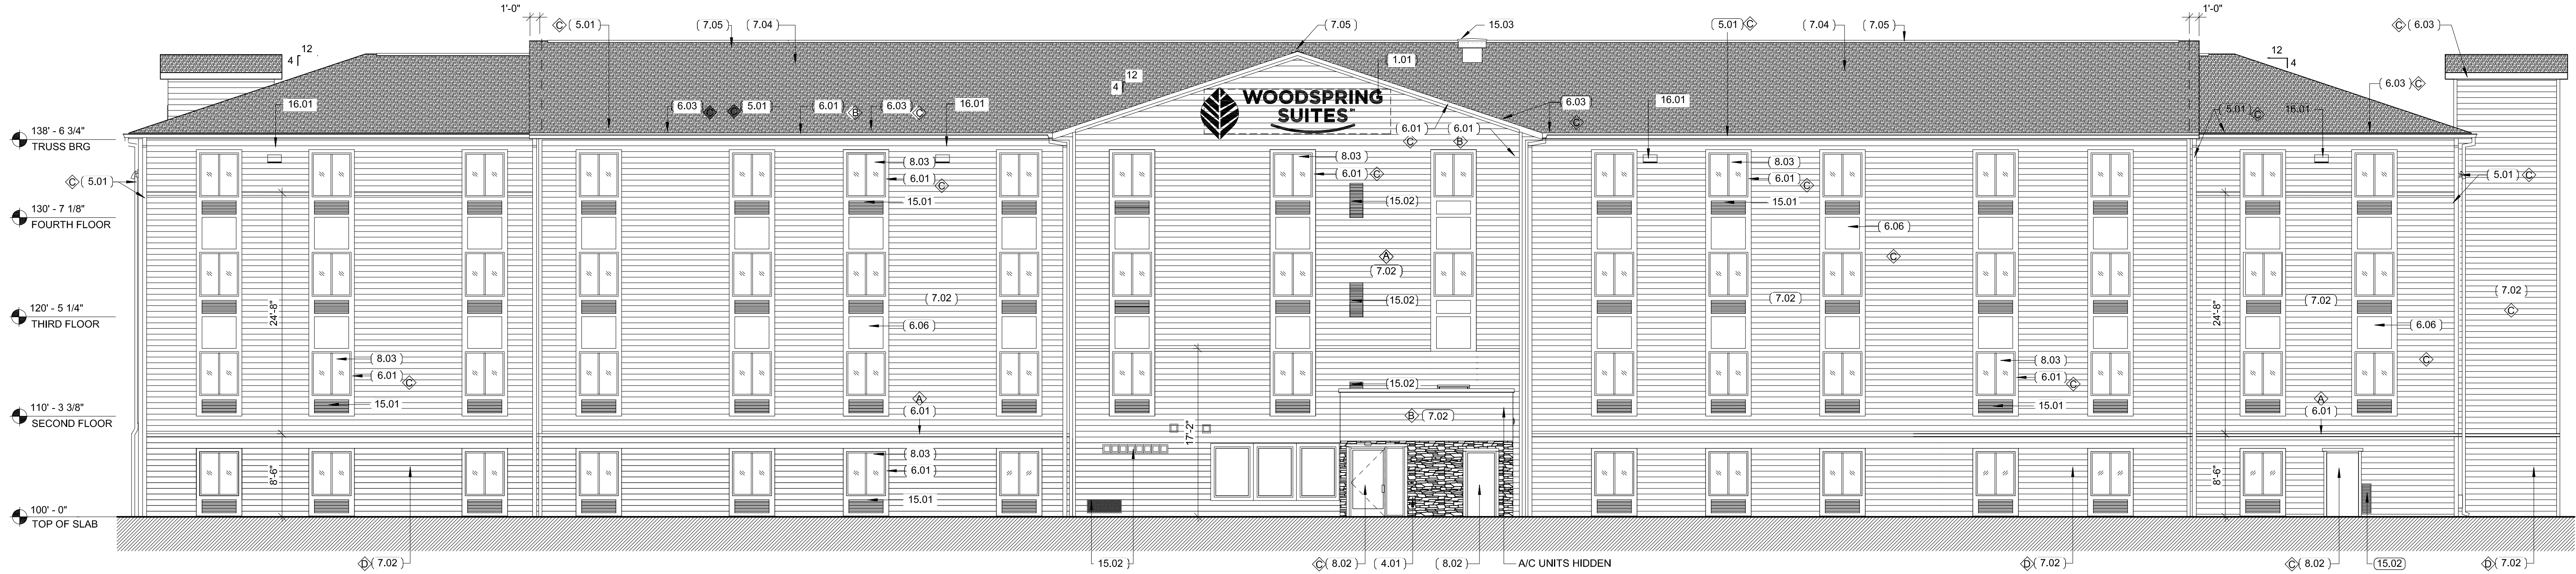 1'-0"
C 5.01
7.05
7.04
7.05
15.03
5.01 C
7.04
7.05
1'-0"
C 6.03
12
4
12
4
1.01
12
4
6.03 C
16.01
6.03 C
C 5.01
6.01 B
6.03 C
16.01
WOODSPRING
SUITES
6.03
C
16.01
5.01 C
16.01
6.01
C
6.01
B
138' - 6 3/4"
TRUSS BRG
C 5.01
8.03
6.01
C
15.01
8.03
6.01 C
15.02
8.03
6.01
C
15.01
5.01 C
130' - 7 1/8"
FOURTH FLOOR
6.06
C
A
7.02
24'-8"
7.02
15.02
7.02
24'-8"
7.02
7.02
C
120' - 5 1/4"
THIRD FLOOR
6.06
6.06
C
8.03
6.01
C
15.01
15.02
8.03
6.01
C
15.01
110' - 3 3/8"
SECOND FLOOR
A
6.01
B 7.02
A
6.01
17'-2"
8'-6"
8.03
6.01
15.01
8'-6"
100' - 0"
TOP OF SLAB
D 7.02
15.02
C 8.02
4.01
8.02
A/C UNITS HIDDEN
D 7.02
C 8.02
15.02
D 7.02